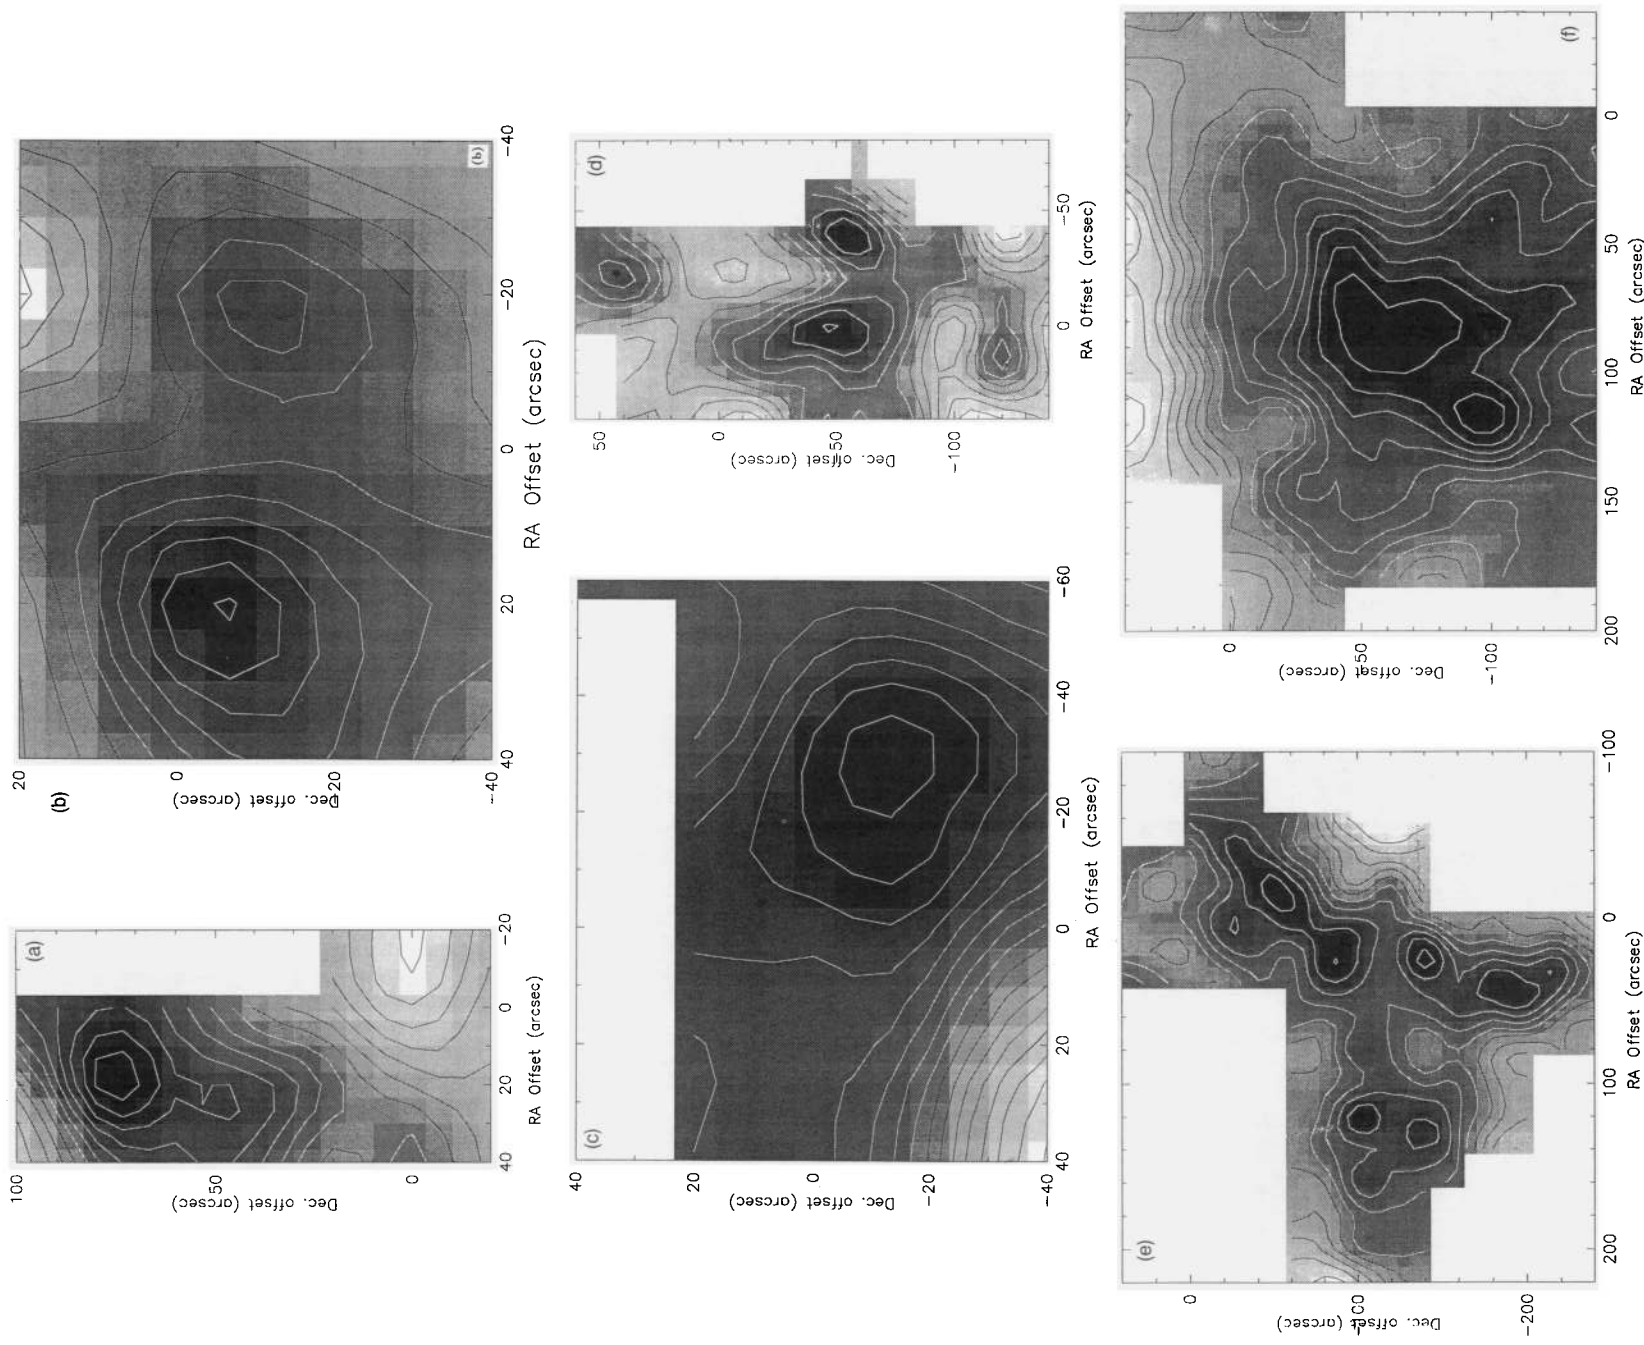 (a)
100
50
0
Dec. offset (arcsec)
40 20 0 −20
RA Offset (arcsec)
(b)
(b)
20
0
20
−40
Dec. offset (arcsec)
40 20 0 −20 −40
RA Offset (arcsec)
(c)
40
20
0
−20
−40
Dec. offset (arcsec)
40 20 0 −20 −40 −60
RA Offset (arcsec)
(d)
50
0
50
−100
Dec. offset (arcsec)
0 −50
RA Offset (arcsec)
(e)
0
−100
−200
Dec. offset (arcsec)
200 100 0 −100
RA Offset (arcsec)
(f)
0
50
−100
Dec. offset (arcsec)
200 150 100 50 0
RA Offset (arcsec)